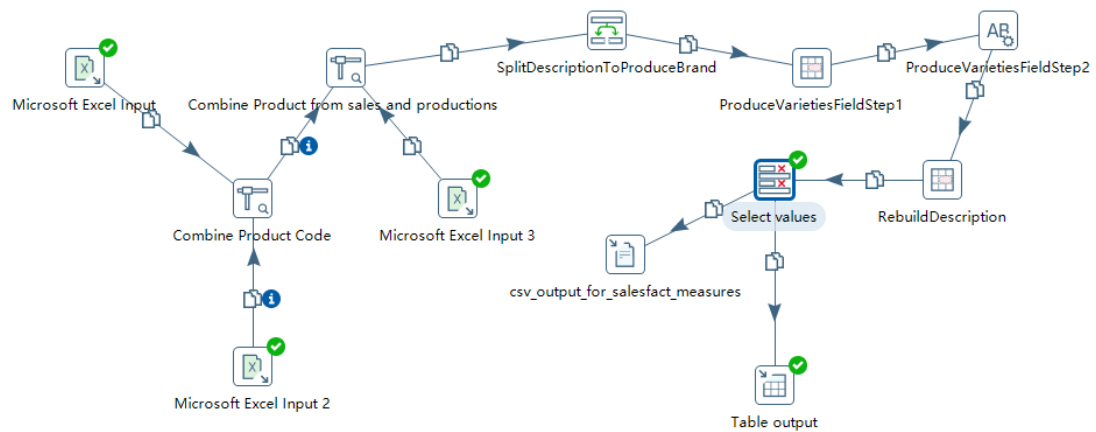 SplitDescriptionToProduceBrand
AB
ProduceVarietiesFieldStep2
Microsoft Excel Input
Combine Product from sales and productions
ProduceVarietiesFieldStep1
Combine Product Code
Microsoft Excel Input 3
Select values
RebuildDescription
csv_output_for_salesfact_measures
Microsoft Excel Input 2
Table output